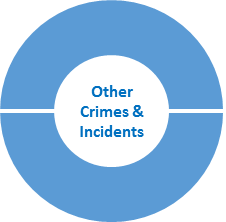 Other
Crimes &
Incidents